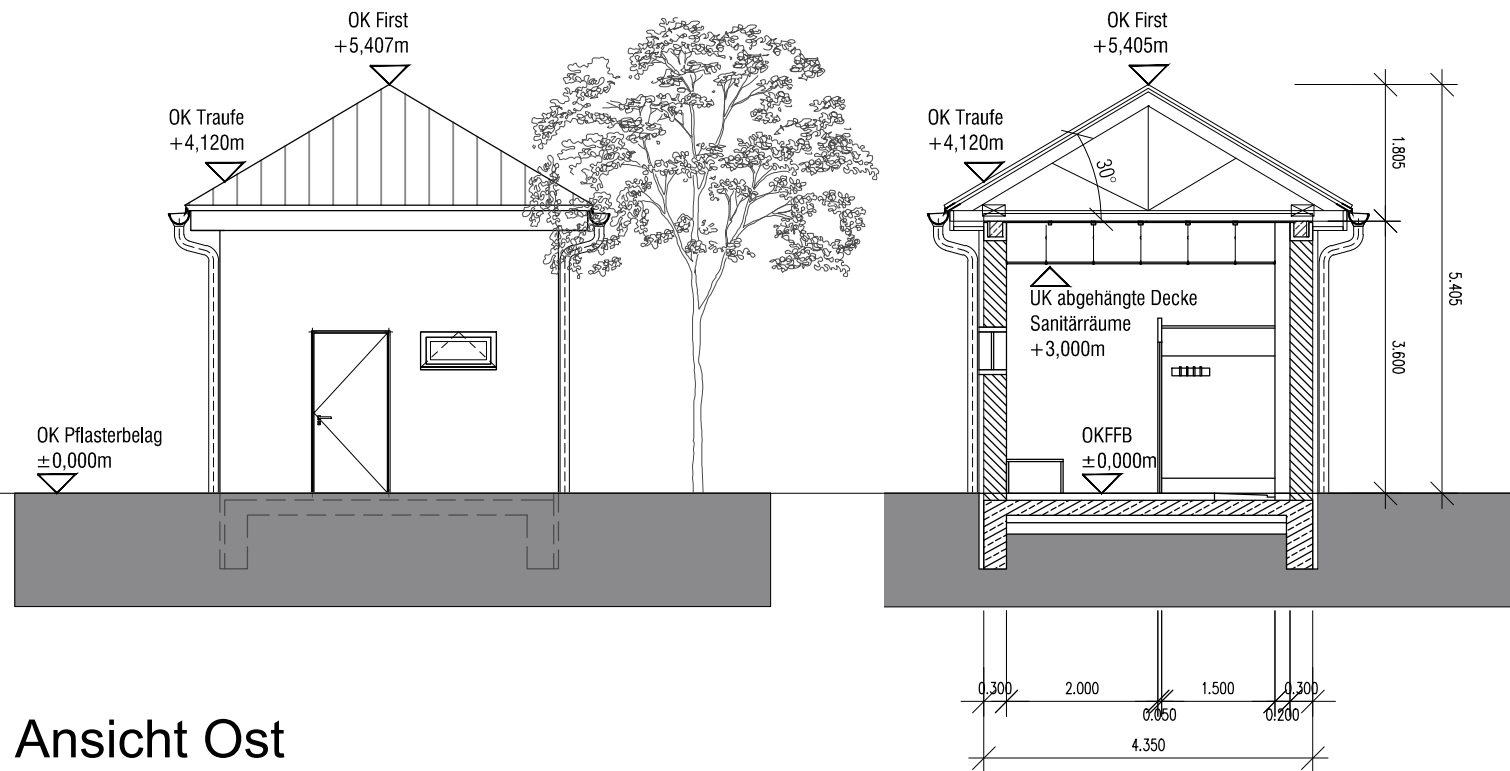 OK First
+5,407m
OK Traufe
+4,120m
OK Pflasterbelag
±0,000m
Ansicht Ost
OK First
+5,405m
OK Traufe
+4,120m
30°
UK abgehängte Decke
Sanitärräume
+3,000m
OKFFB
±0,000m
1.805
3.600
5.405
0.300
2.000
0.050
1.500
0.200
0.300
4.350